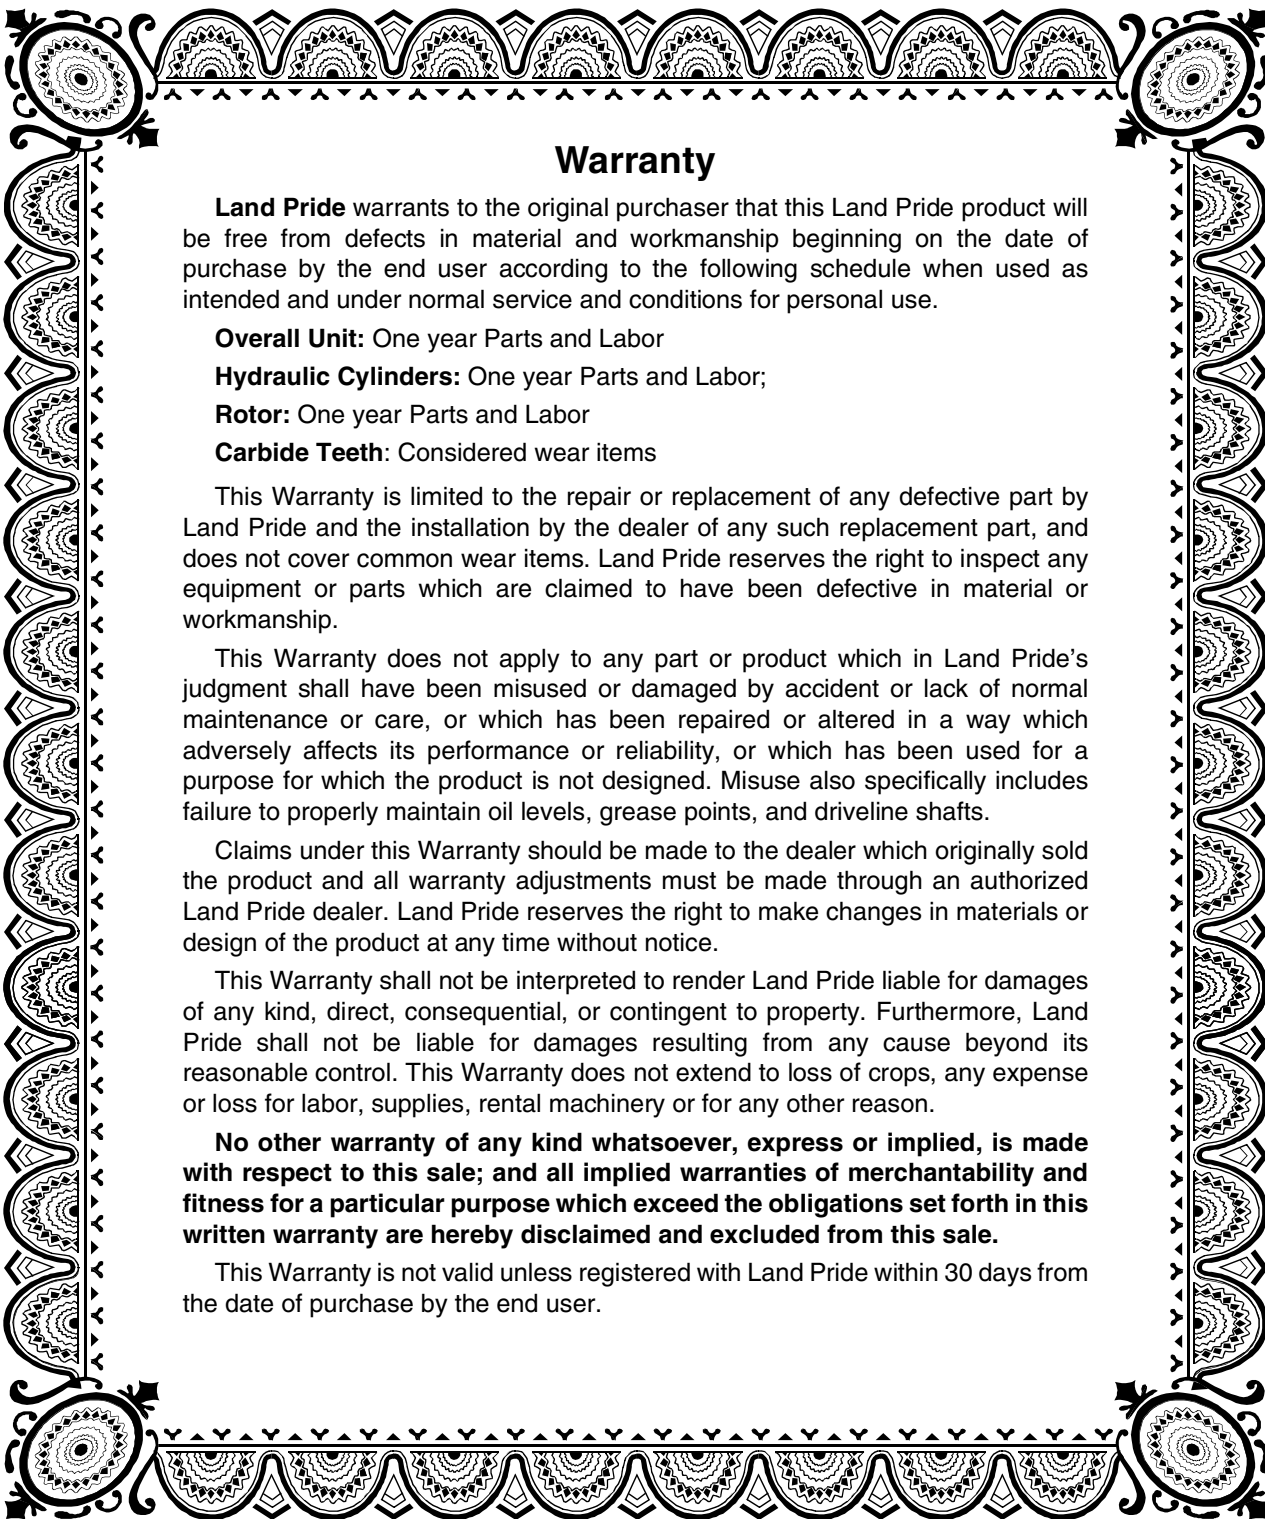 Warranty
Land Pride warrants to the original purchaser that this Land Pride product will
be free from defects in material and workmanship beginning on the date of
purchase by the end user according to the following schedule when used as
intended and under normal service and conditions for personal use.
Overall Unit: One year Parts and Labor
Hydraulic Cylinders: One year Parts and Labor;
Rotor: One year Parts and Labor
Carbide Teeth: Considered wear items
This Warranty is limited to the repair or replacement of any defective part by
Land Pride and the installation by the dealer of any such replacement part, and
does not cover common wear items. Land Pride reserves the right to inspect any
equipment or parts which are claimed to have been defective in material or
workmanship.
This Warranty does not apply to any part or product which in Land Pride’s
judgment shall have been misused or damaged by accident or lack of normal
maintenance or care, or which has been repaired or altered in a way which
adversely affects its performance or reliability, or which has been used for a
purpose for which the product is not designed. Misuse also specifically includes
failure to properly maintain oil levels, grease points, and driveline shafts.
Claims under this Warranty should be made to the dealer which originally sold
the product and all warranty adjustments must be made through an authorized
Land Pride dealer. Land Pride reserves the right to make changes in materials or
design of the product at any time without notice.
This Warranty shall not be interpreted to render Land Pride liable for damages
of any kind, direct, consequential, or contingent to property. Furthermore, Land
Pride shall not be liable for damages resulting from any cause beyond its
reasonable control. This Warranty does not extend to loss of crops, any expense
or loss for labor, supplies, rental machinery or for any other reason.
No other warranty of any kind whatsoever, express or implied, is made
with respect to this sale; and all implied warranties of merchantability and
fitness for a particular purpose which exceed the obligations set forth in this
written warranty are hereby disclaimed and excluded from this sale.
This Warranty is not valid unless registered with Land Pride within 30 days from
the date of purchase by the end user.